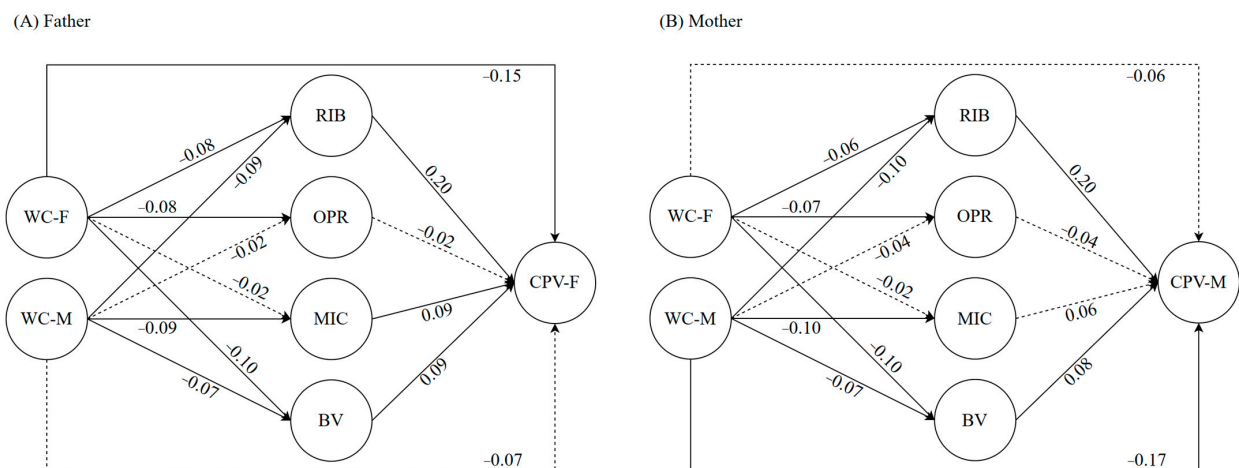 (A) Father
–0.15
RIB
–0.08
–0.09
0.20
WC-F
–0.08
OPR
–0.02
–0.02
–0.02
CPV-F
WC-M
–0.09
MIC
0.09
–0.10
–0.07
0.09
BV
–0.07
(B) Mother
–0.06
RIB
–0.06
–0.10
0.20
WC-F
–0.07
OPR
–0.04
–0.04
–0.02
CPV-M
WC-M
–0.10
MIC
0.06
–0.10
–0.07
0.08
BV
–0.17